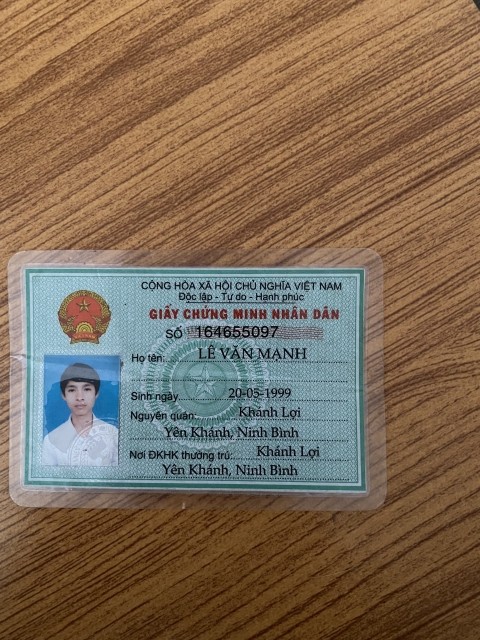 CỘNG HÒA XÃ HỘI CHỦ NGHĨA VIỆT NAM
Độc lập - Tự do - Hạnh phúc
GIẤY CHỨNG MINH NHÂN DÂN
SỐ 164655097
Họ tên: LÊ VĂN MẠNH
Sinh ngày 20-05-1999
Nguyên quán: Khánh Lợi
Yên Khánh, Ninh Bình
Nơi ĐKHK thường trú: Khánh Lợi
Yên Khánh, Ninh Bình